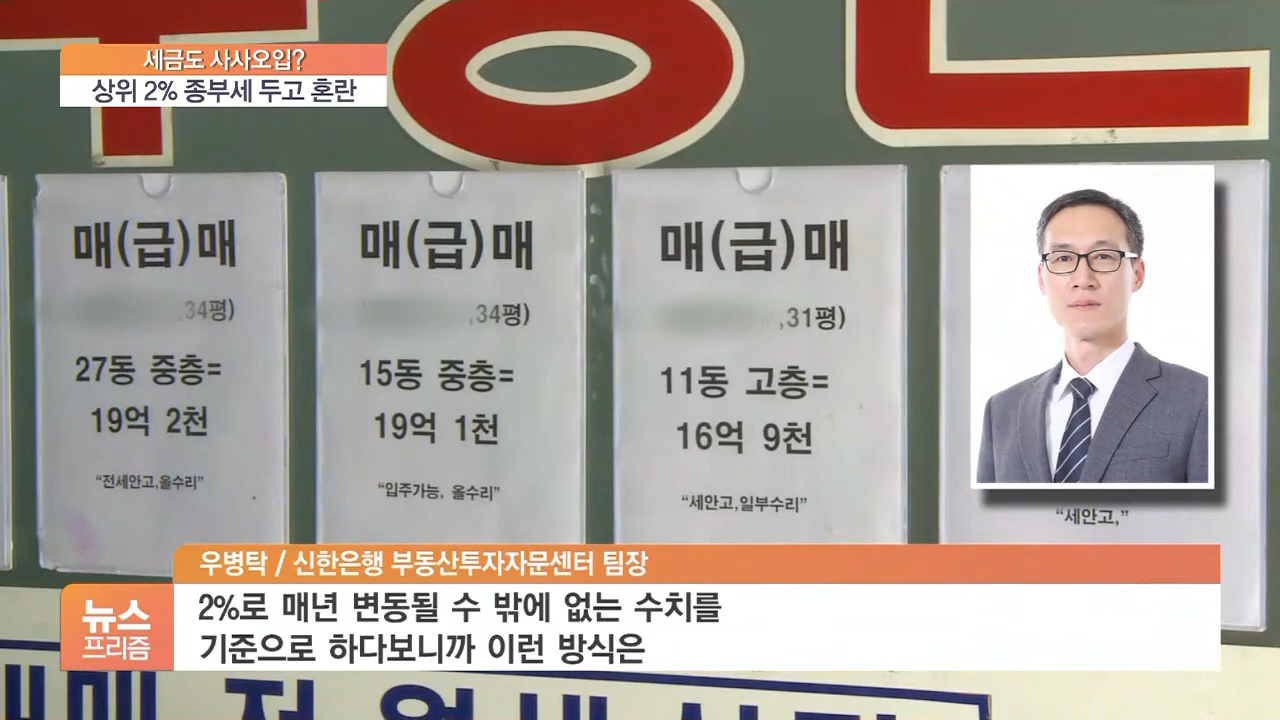 세금도 사사오입?
상위 2% 종부세 두고 혼란
매(급)매
,34평)
27동 중층=
19억 2천
“전세안고,올수리”
매(급)매
,34평)
15동 중층=
19억 1천
“입주가능, 올수리”
매(급)매
,31평)
11동 고층=
16억 9천
“세안고,일부수리”
“세안고,”
우병탁 / 신한은행 부동산투자자문센터 팀장
뉴스
프리즘
2%로 매년 변동될 수 밖에 없는 수치를
기준으로 하다보니까 이런 방식은